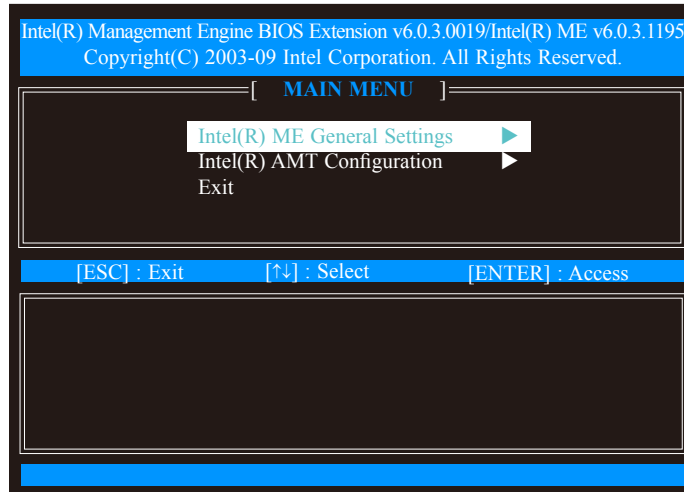 Intel(R) Management Engine BIOS Extension v6.0.3.0019/Intel(R) ME v6.0.3.1195
Copyright(C) 2003-09 Intel Corporation. All Rights Reserved.
[ MAIN MENU ]
Intel(R) ME General Settings ▶
Intel(R) AMT Configuration ▶
Exit
[ESC] : Exit [↑↓] : Select [ENTER] : Access